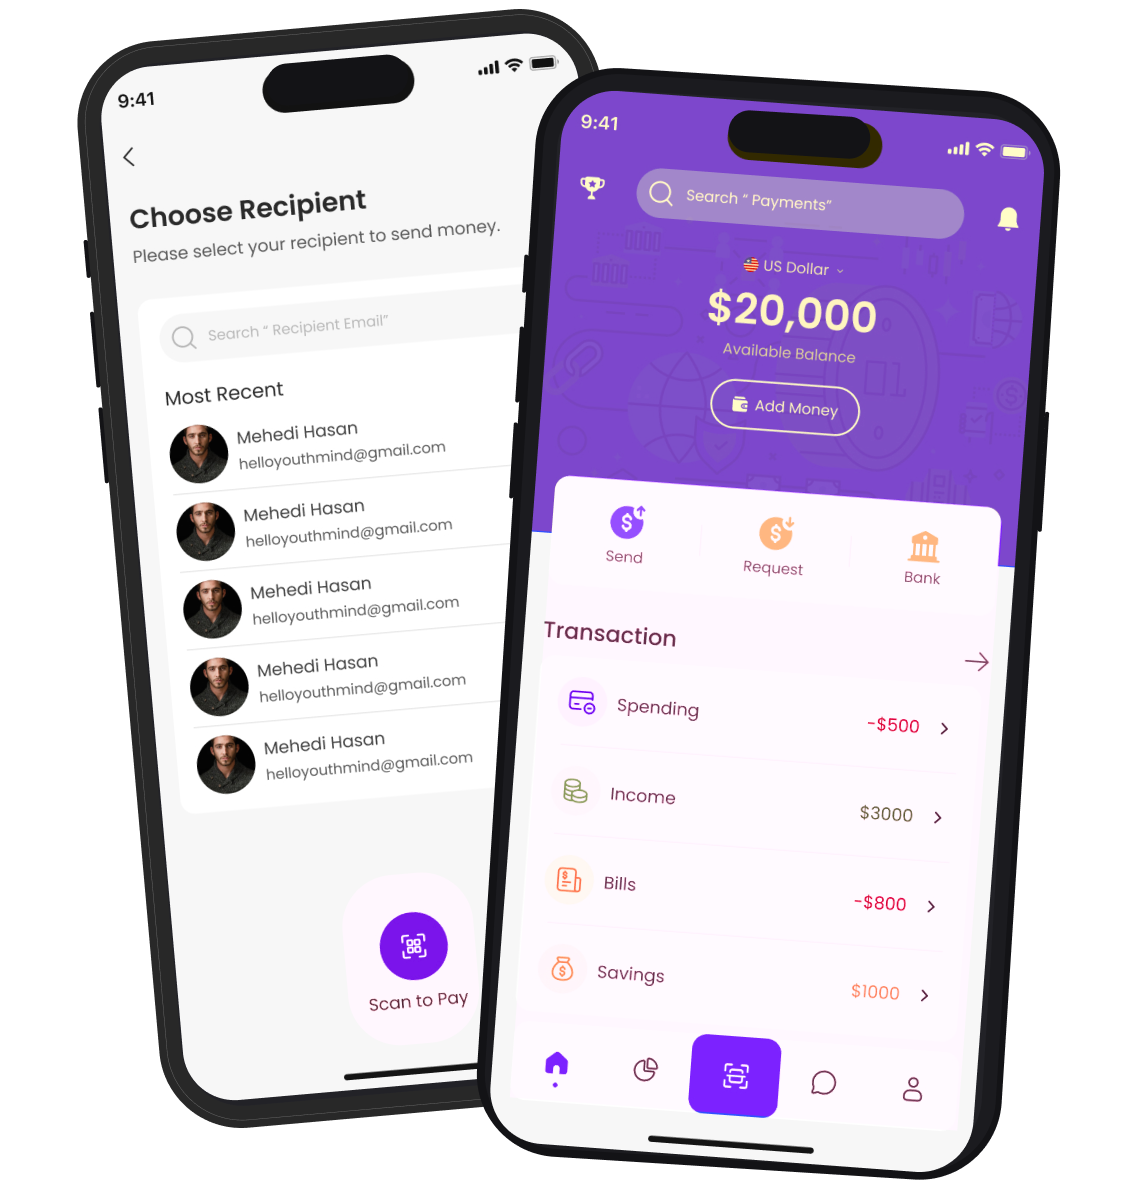 9:41
Choose Recipient
Please select your recipient to send money.
Search “ Recipient Email”
Most Recent
Mehedi Hasan
helloyouthmind@gmail.com
Mehedi Hasan
helloyouthmind@gmail.com
Mehedi Hasan
helloyouthmind@gmail.com
Mehedi Hasan
helloyouthmind@gmail.com
Mehedi Hasan
helloyouthmind@gmail.com
Scan to Pay
9:41
Search “ Payments”
US Dollar
$20,000
Available Balance
Add Money
Send
Request
Bank
Transaction
Spending
-$500
Income
$3000
Bills
-$800
Savings
$1000